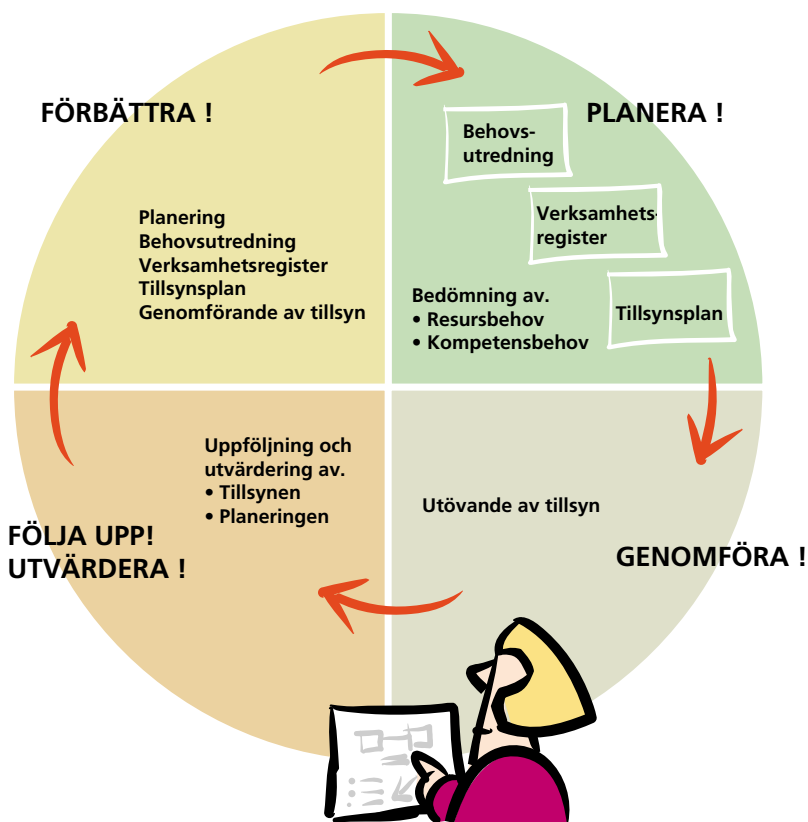 FÖRBÄTTRA !
Planering
Behovsutredning
Verksamhetsregister
Tillsynsplan
Genomförande av tillsyn
PLANERA !
Behovs-
utredning
Verksamhets-
register
Tillsynsplan
Bedömning av.
• Resursbehov
• Kompetensbehov
Utövande av tillsyn
GENOMFÖRA !
Uppföljning och
utvärdering av.
• Tillsynen
• Planeringen
FÖLJA UPP!
UTVÄRDERA !